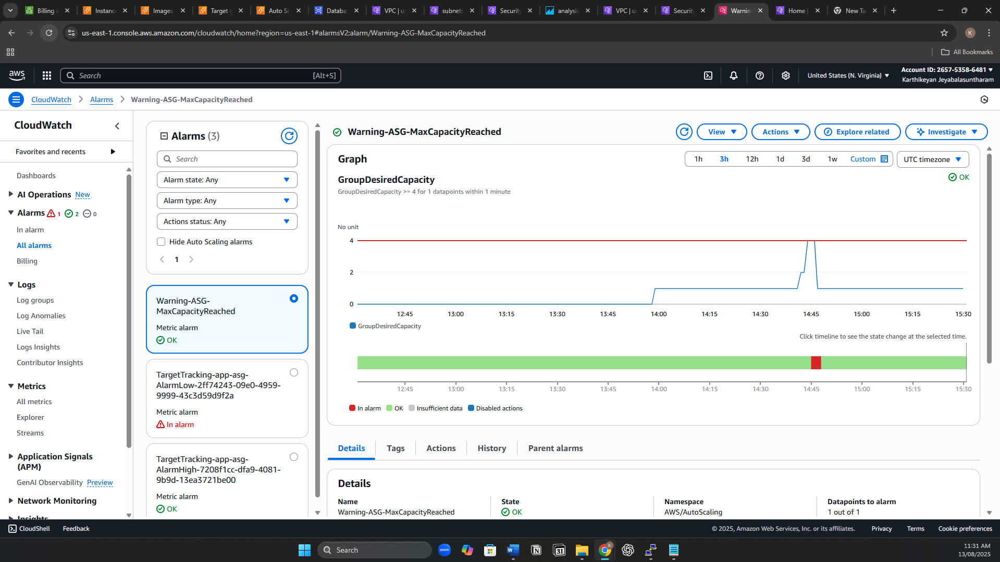 Billing a
Instanc
Images
Target g
Auto Sc
Databa
VPC | us
subnets
Security
analysis
VPC | us
Security
Warnin
Home |
New Ta
us-east-1.console.aws.amazon.com/cloudwatch/home?region=us-east-1#alarmsV2:alarm/Warning-ASG-MaxCapacityReached
K
All Bookmarks
aws
Search
[Alt+S]
United States (N. Virginia)
Account ID: 2657-5358-6481
Karthikeyan Jeyabalasuntharam
CloudWatch
Alarms
Warning-ASG-MaxCapacityReached
CloudWatch
Favorites and recents
Dashboards
AI Operations New
Alarms 1 2 0
In alarm
All alarms
Billing
Logs
Log groups
Log Anomalies
Live Tail
Logs Insights
Contributor Insights
Metrics
All metrics
Explorer
Streams
Application Signals
(APM)
GenAI Observability Preview
Network Monitoring
Insights
Alarms (3)
Search
Alarm state: Any
Alarm type: Any
Actions status: Any
Hide Auto Scaling alarms
1
Warning-ASG-
MaxCapacityReached
Metric alarm
OK
TargetTracking-app-asg-
AlarmLow-2ff74243-09e0-4959-
9999-43c3d59d9f2a
Metric alarm
In alarm
TargetTracking-app-asg-
AlarmHigh-7208f1cc-dfa9-4081-
9b9d-13ea3721be00
Metric alarm
OK
Warning-ASG-MaxCapacityReached
View
Actions
Explore related
Investigate
Graph
1h 3h 12h 1d 3d 1w Custom
UTC timezone
GroupDesiredCapacity
OK
GroupDesiredCapacity >= 4 for 1 datapoints within 1 minute
No unit
4
2
0
12:45 13:00 13:15 13:30 13:45 14:00 14:15 14:30 14:45 15:00 15:15 15:30
GroupDesiredCapacity
Click timeline to see the state change at the selected time.
12:45 13:00 13:15 13:30 13:45 14:00 14:15 14:30 14:45 15:00 15:15 15:30
In alarm OK Insufficient data Disabled actions
Details Tags Actions History Parent alarms
Details
Name
Warning-ASG-MaxCapacityReached
State
OK
Namespace
AWS/AutoScaling
Datapoints to alarm
1 out of 1
CloudShell
Feedback
© 2025, Amazon Web Services, Inc. or its affiliates.
Privacy
Terms
Cookie preferences
Search
zoom
W
N
31
K
11:31 AM
13/08/2025